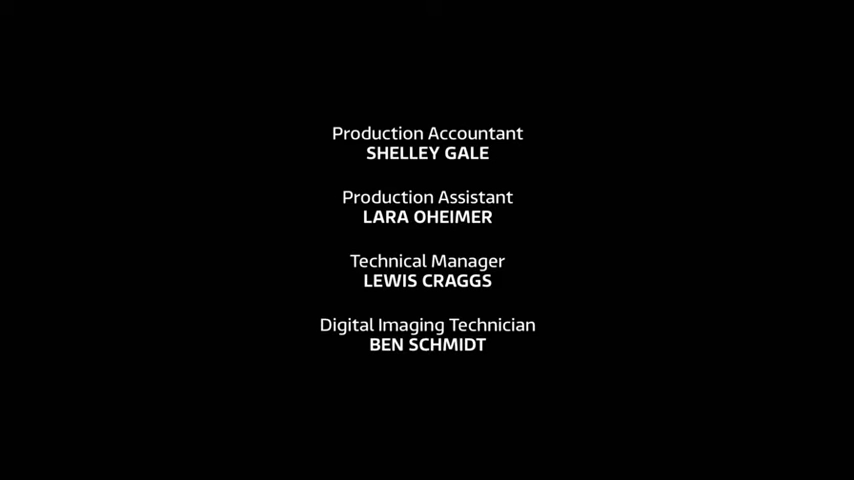 Production Accountant
SHELLEY GALE
Production Assistant
LARA OHEIMER
Technical Manager
LEWIS CRAGGS
Digital Imaging Technician
BEN SCHMIDT